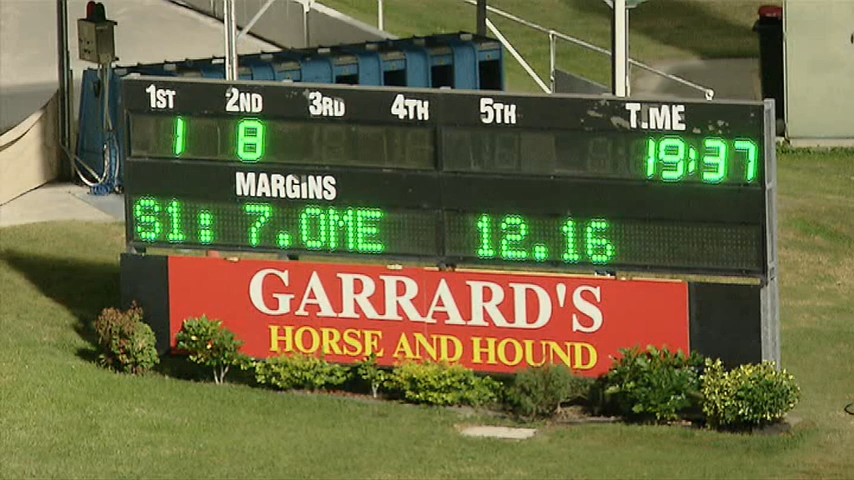 1ST 2ND 3RD 4TH 5TH T.ME
1 8 19:37
MARGINS
S1: 7.0ME 12.16
GARRARD'S
HORSE AND HOUND